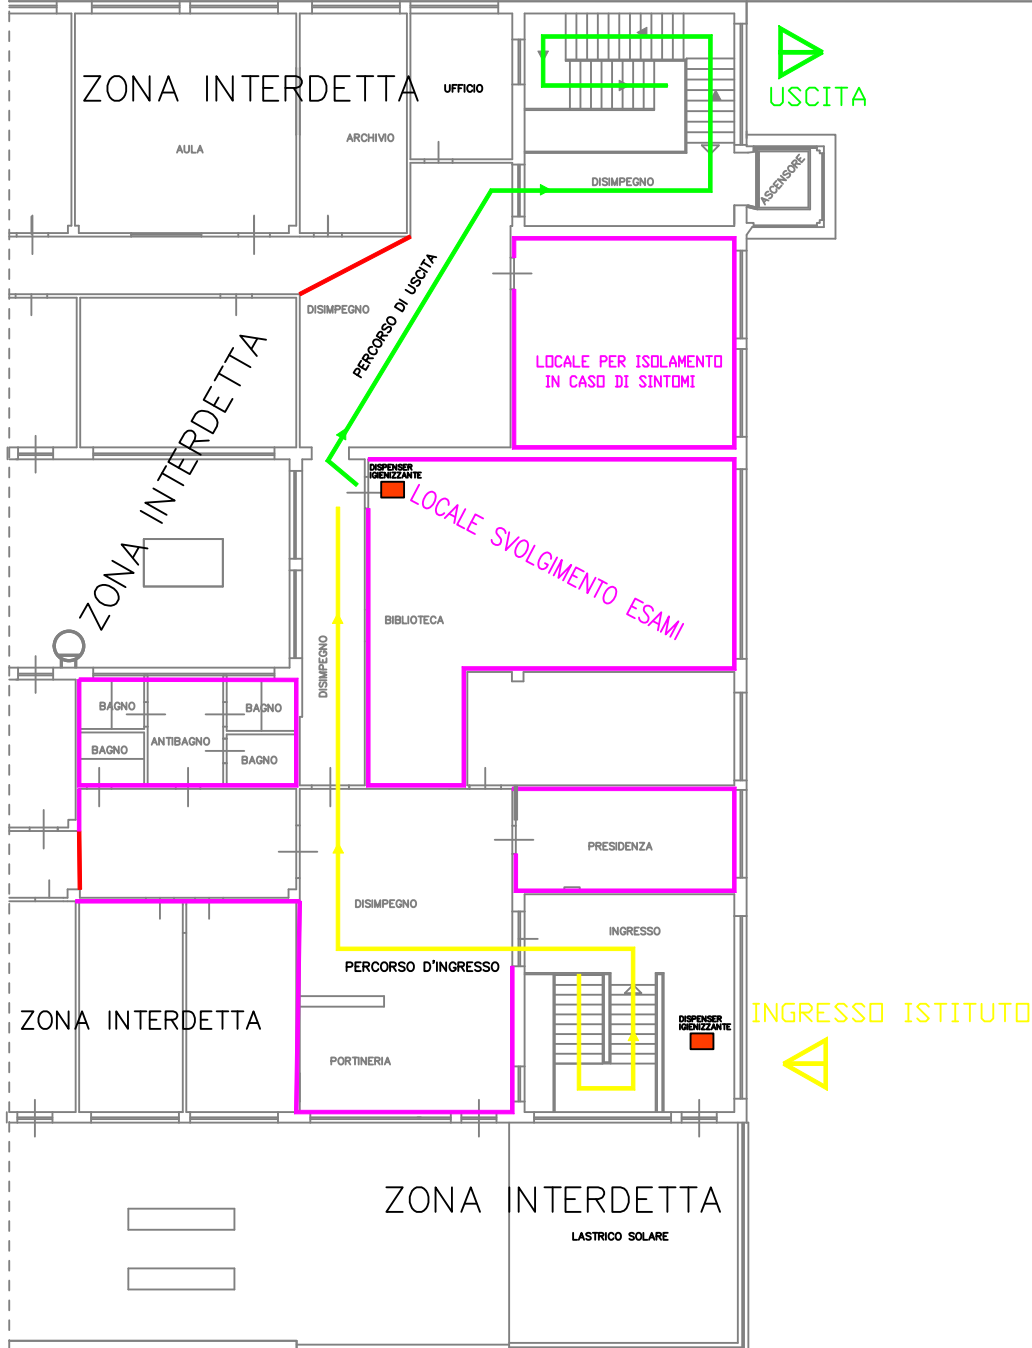 ZONA INTERDETTA
UFFICIO
USCITA
ARCHIVIO
AULA
DISIMPEGNO
ASCENSORE
PERCORSO DI USCITA
DISIMPEGNO
LOCALE PER ISOLAMENTO
IN CASO DI SINTOMI
ZONA INTERDETTA
DISPENSER
IGIENIZZANTE
LOCALE SVOLGIMENTO ESAMI
BIBLIOTECA
DISIMPEGNO
BAGNO
BAGNO
ANTIBAGNO
BAGNO
BAGNO
PRESIDENZA
DISIMPEGNO
INGRESSO
PERCORSO D'INGRESSO
ZONA INTERDETTA
DISPENSER
IGIENIZZANTE
INGRESSO ISTITUTO
PORTINERIA
ZONA INTERDETTA
LASTRICO SOLARE